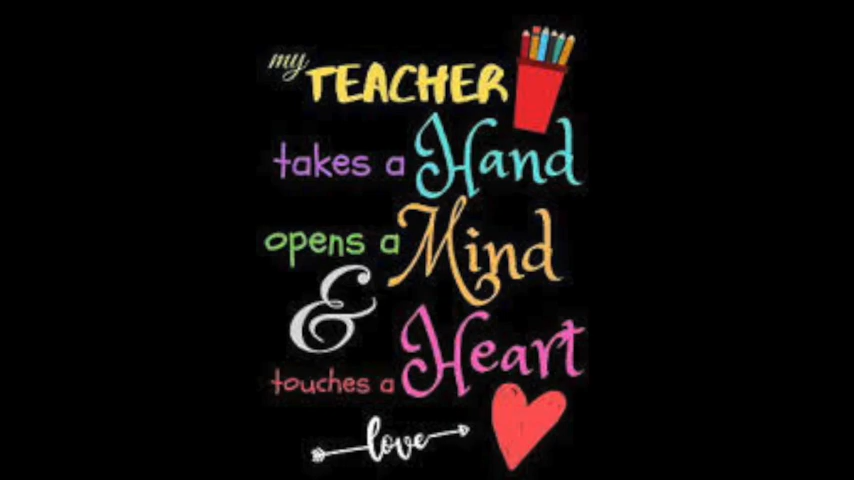 my TEACHER
takes a Hand
opens a Mind
&
touches a Heart
love